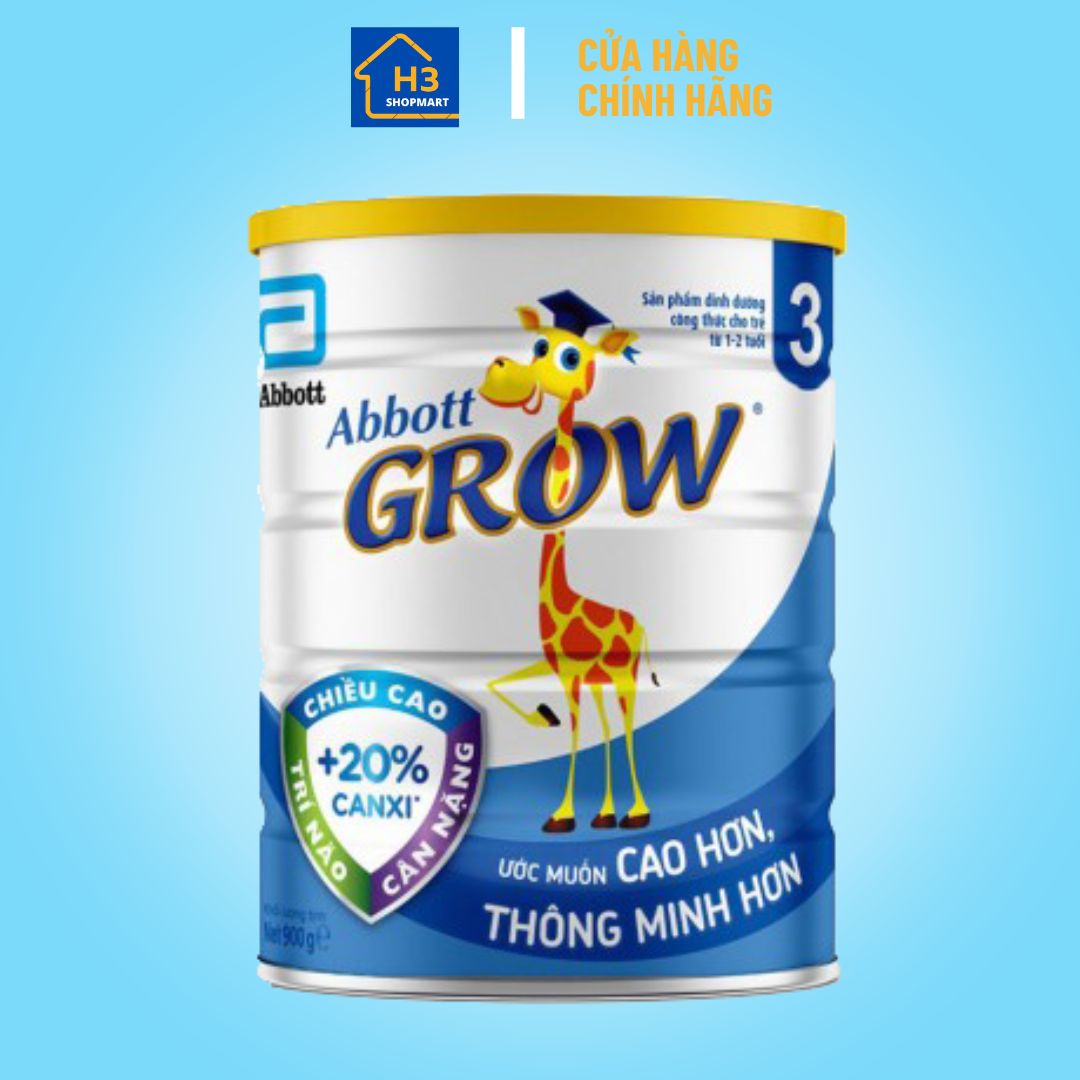 H3
SHOPMART
CỬA HÀNG
CHÍNH HÃNG
Abbott
Sản phẩm dinh dưỡng
công thức cho trẻ
từ 1-2 tuổi
3
Abbott
GROW®
CHIỀU CAO
TRÍ NÃO
+20%
CANXI*
CÂN NẶNG
ƯỚC MUỐN CAO HƠN,
THÔNG MINH HƠN
Net 900g℮